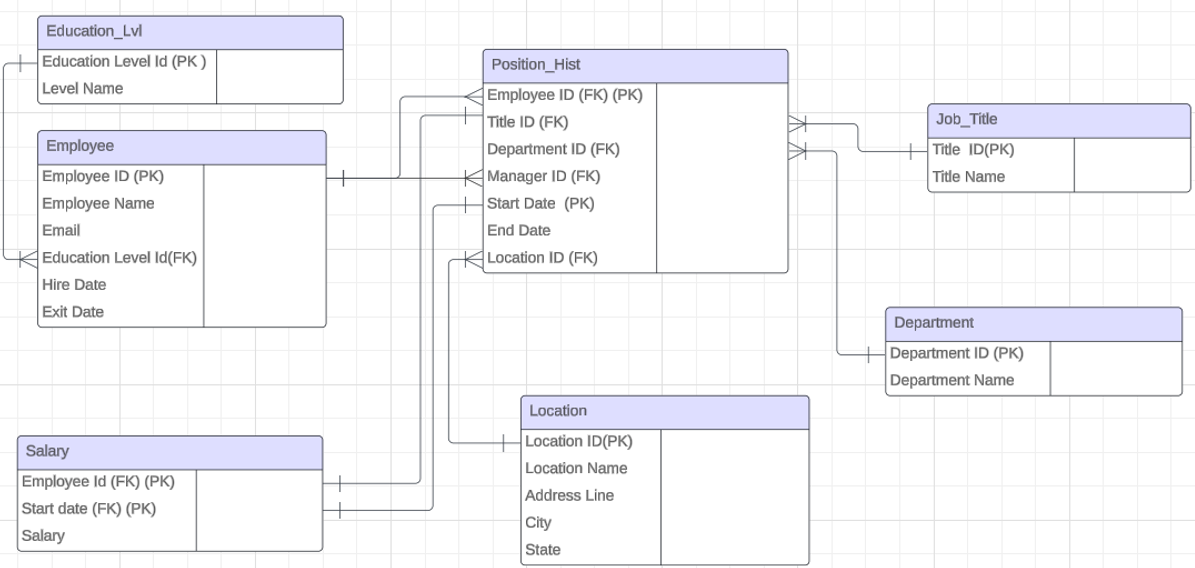 Education_Lvl
Education Level Id (PK )
Level Name
Employee
Employee ID (PK)
Employee Name
Email
Education Level Id(FK)
Hire Date
Exit Date
Salary
Employee Id (FK) (PK)
Start date (FK) (PK)
Salary
Position_Hist
Employee ID (FK) (PK)
Title ID (FK)
Department ID (FK)
Manager ID (FK)
Start Date  (PK)
End Date
Location ID (FK)
Location
Location ID(PK)
Location Name
Address Line
City
State
Job_Title
Title  ID(PK)
Title Name
Department
Department ID (PK)
Department Name